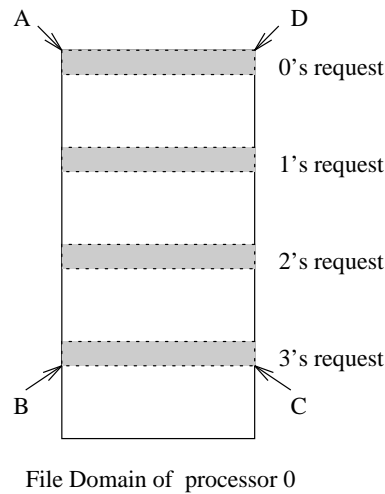 A D
0's request
1's request
2's request
3's request
B C
File Domain of processor 0